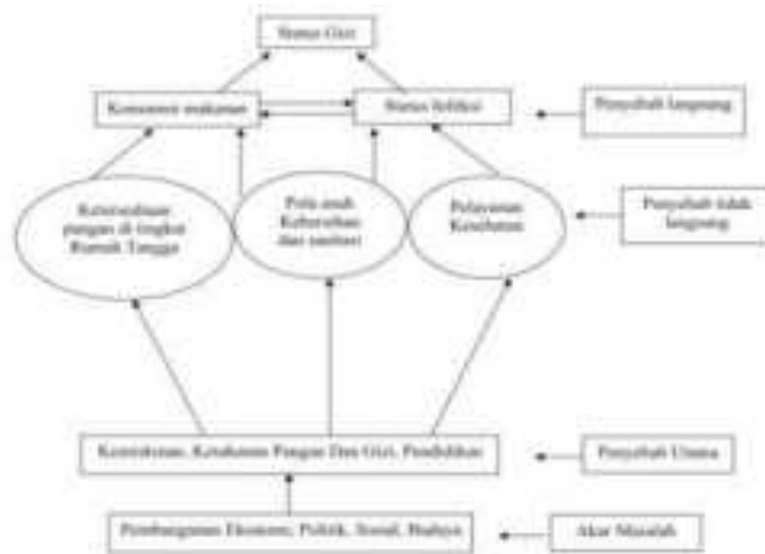 Status Gizi
Konsumsi makanan
Status Infeksi
Penyebab langsung
Ketersediaan
pangan di tingkat
Rumah Tangga
Pola asuh
Kebersihan
dan sanitasi
Pelayanan
Kesehatan
Penyebab tidak
langsung
Kemiskinan, Ketahanan Pangan Dan Gizi, Pendidikan
Penyebab Utama
Pembangunan Ekonomi, Politik, Sosial, Budaya
Akar Masalah